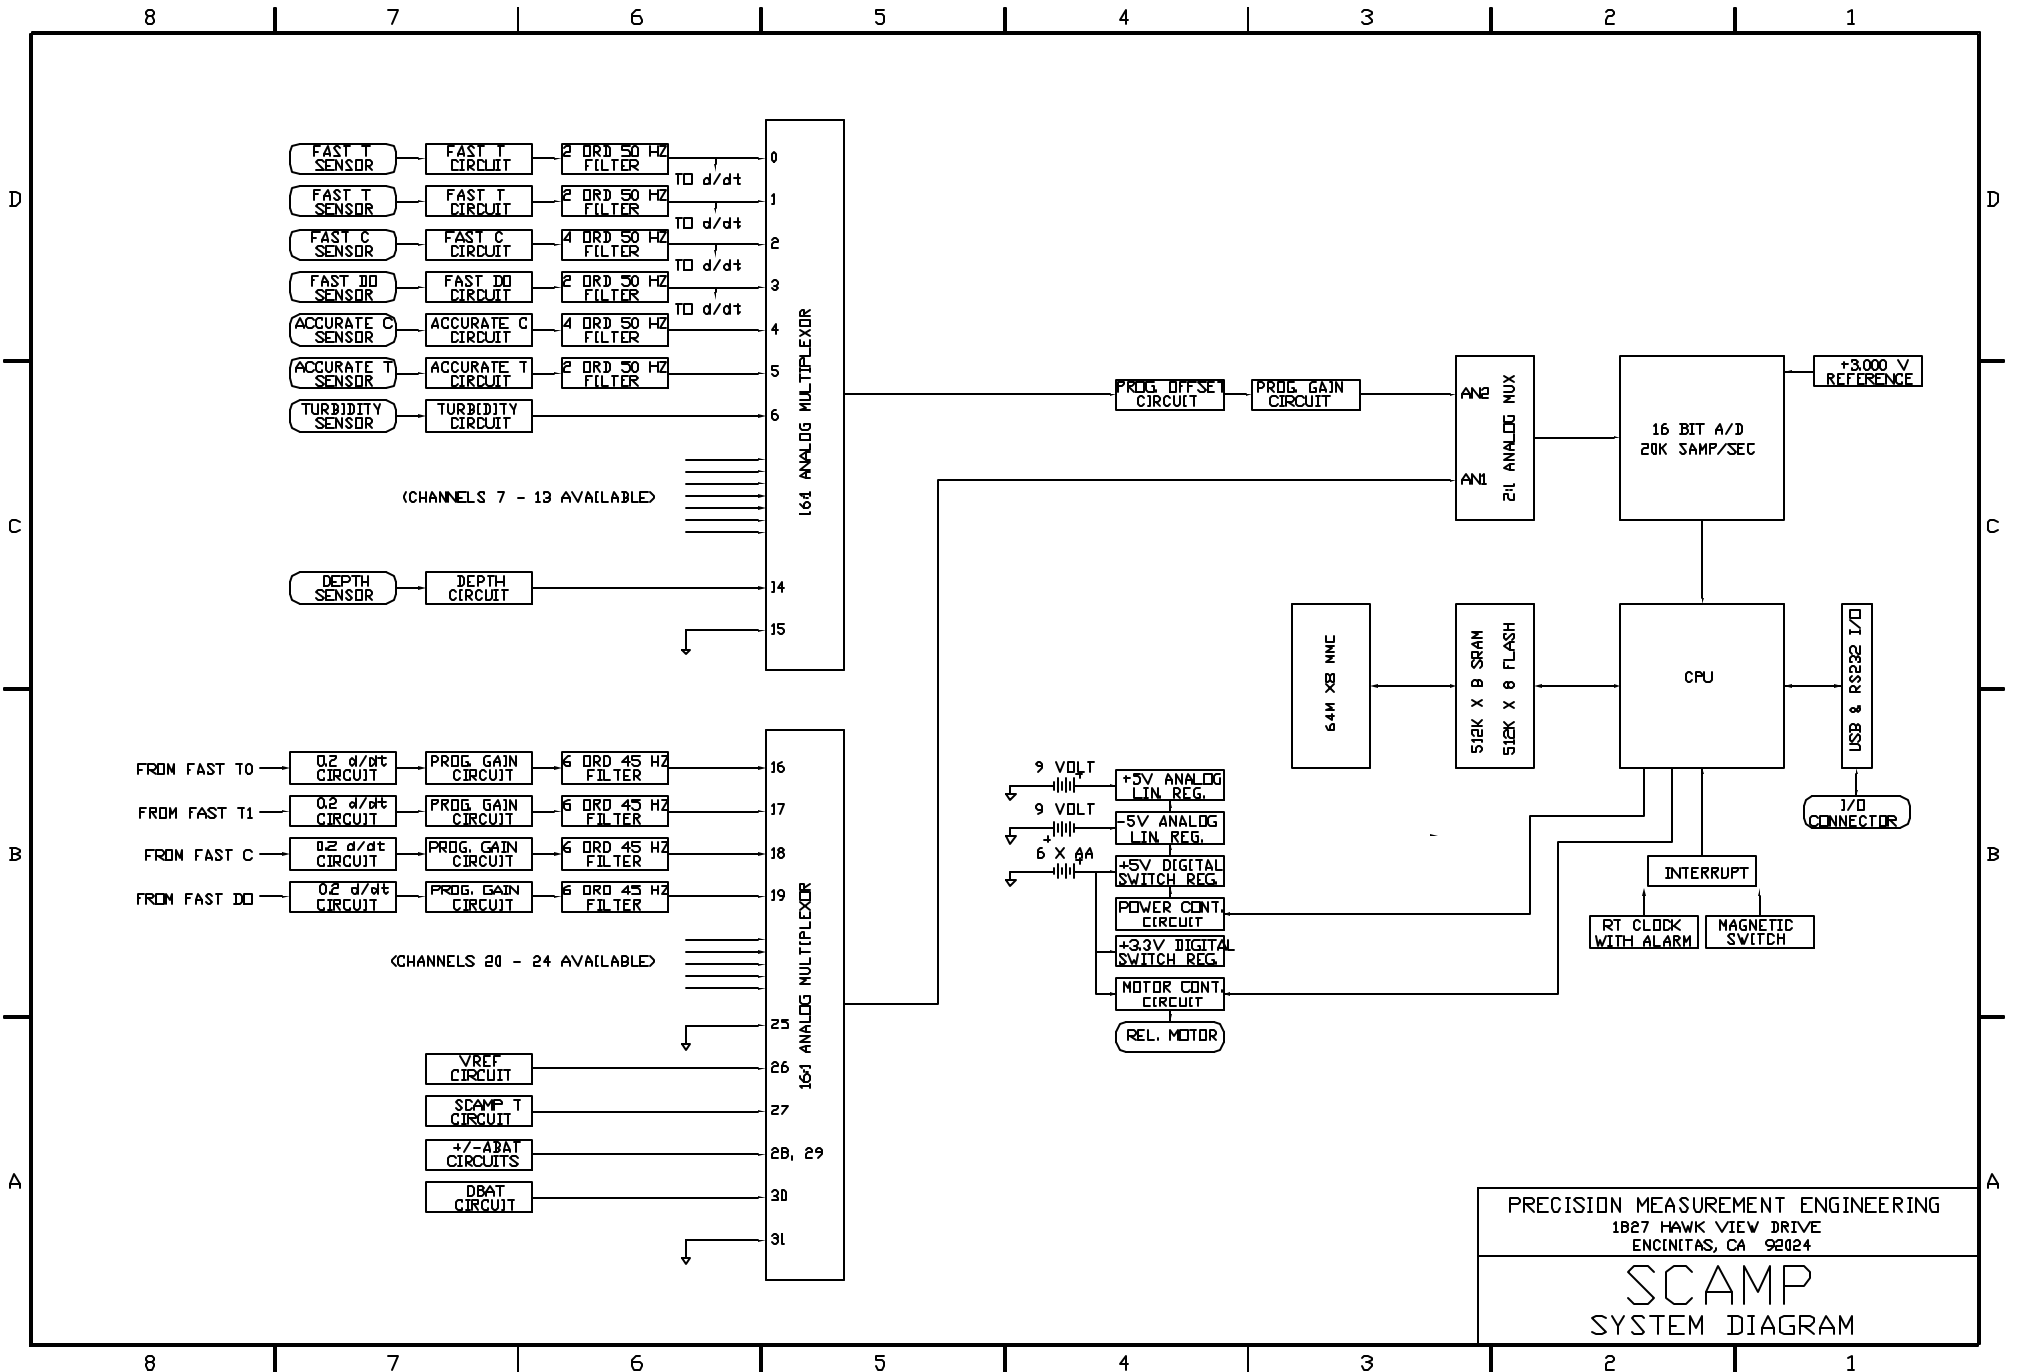 8 7 6 5 4 3 2 1
D
D
C
C
B
B
A
A
FAST T
SENSOR
FAST T
CIRCUIT
2 ORD 50 HZ
FILTER
0
TO d/dt
FAST T
SENSOR
FAST T
CIRCUIT
2 ORD 50 HZ
FILTER
1
TO d/dt
FAST C
SENSOR
FAST C
CIRCUIT
4 ORD 50 HZ
FILTER
2
TO d/dt
FAST DO
SENSOR
FAST DO
CIRCUIT
2 ORD 50 HZ
FILTER
3
TO d/dt
ACCURATE C
SENSOR
ACCURATE C
CIRCUIT
4 ORD 50 HZ
FILTER
4
ACCURATE T
SENSOR
ACCURATE T
CIRCUIT
2 ORD 50 HZ
FILTER
5
TURBIDITY
SENSOR
TURBIDITY
CIRCUIT
6
(CHANNELS 7 - 13 AVAILABLE)
DEPTH
SENSOR
DEPTH
CIRCUIT
14
15
16:1 ANALOG MULTIPLEXOR
PROG. OFFSET
CIRCUIT
PROG. GAIN
CIRCUIT
AN2
AN1
2:1 ANALOG MUX
16 BIT A/D
20K SAMP/SEC
+3.000 V
REFERENCE
64M X8 MMC
512K X 8 SRAM
512K X 8 FLASH
CPU
USB & RS232 I/O
I/O
CONNECTOR
INTERRUPT
RT CLOCK
WITH ALARM
MAGNETIC
SWITCH
FROM FAST T0
0.2 d/dt
CIRCUIT
PROG. GAIN
CIRCUIT
6 ORD 45 HZ
FILTER
16
FROM FAST T1
0.2 d/dt
CIRCUIT
PROG. GAIN
CIRCUIT
6 ORD 45 HZ
FILTER
17
FROM FAST C
0.2 d/dt
CIRCUIT
PROG. GAIN
CIRCUIT
6 ORD 45 HZ
FILTER
18
FROM FAST DO
0.2 d/dt
CIRCUIT
PROG. GAIN
CIRCUIT
6 ORD 45 HZ
FILTER
19
(CHANNELS 20 - 24 AVAILABLE)
25
VREF
CIRCUIT
26
SCAMP T
CIRCUIT
27
+/-ABAT
CIRCUITS
28, 29
DBAT
CIRCUIT
30
31
16:1 ANALOG MULTIPLEXOR
9 VOLT
+
+5V ANALOG
LIN. REG.
9 VOLT
+
-5V ANALOG
LIN. REG.
6 X AA
+
+5V DIGITAL
SWITCH REG.
POWER CONT.
CIRCUIT
+3.3V DIGITAL
SWITCH REG.
MOTOR CONT.
CIRCUIT
REL. MOTOR
PRECISION MEASUREMENT ENGINEERING
1827 HAWK VIEW DRIVE
ENCINITAS, CA 92024
SCAMP
SYSTEM DIAGRAM
8 7 6 5 4 3 2 1